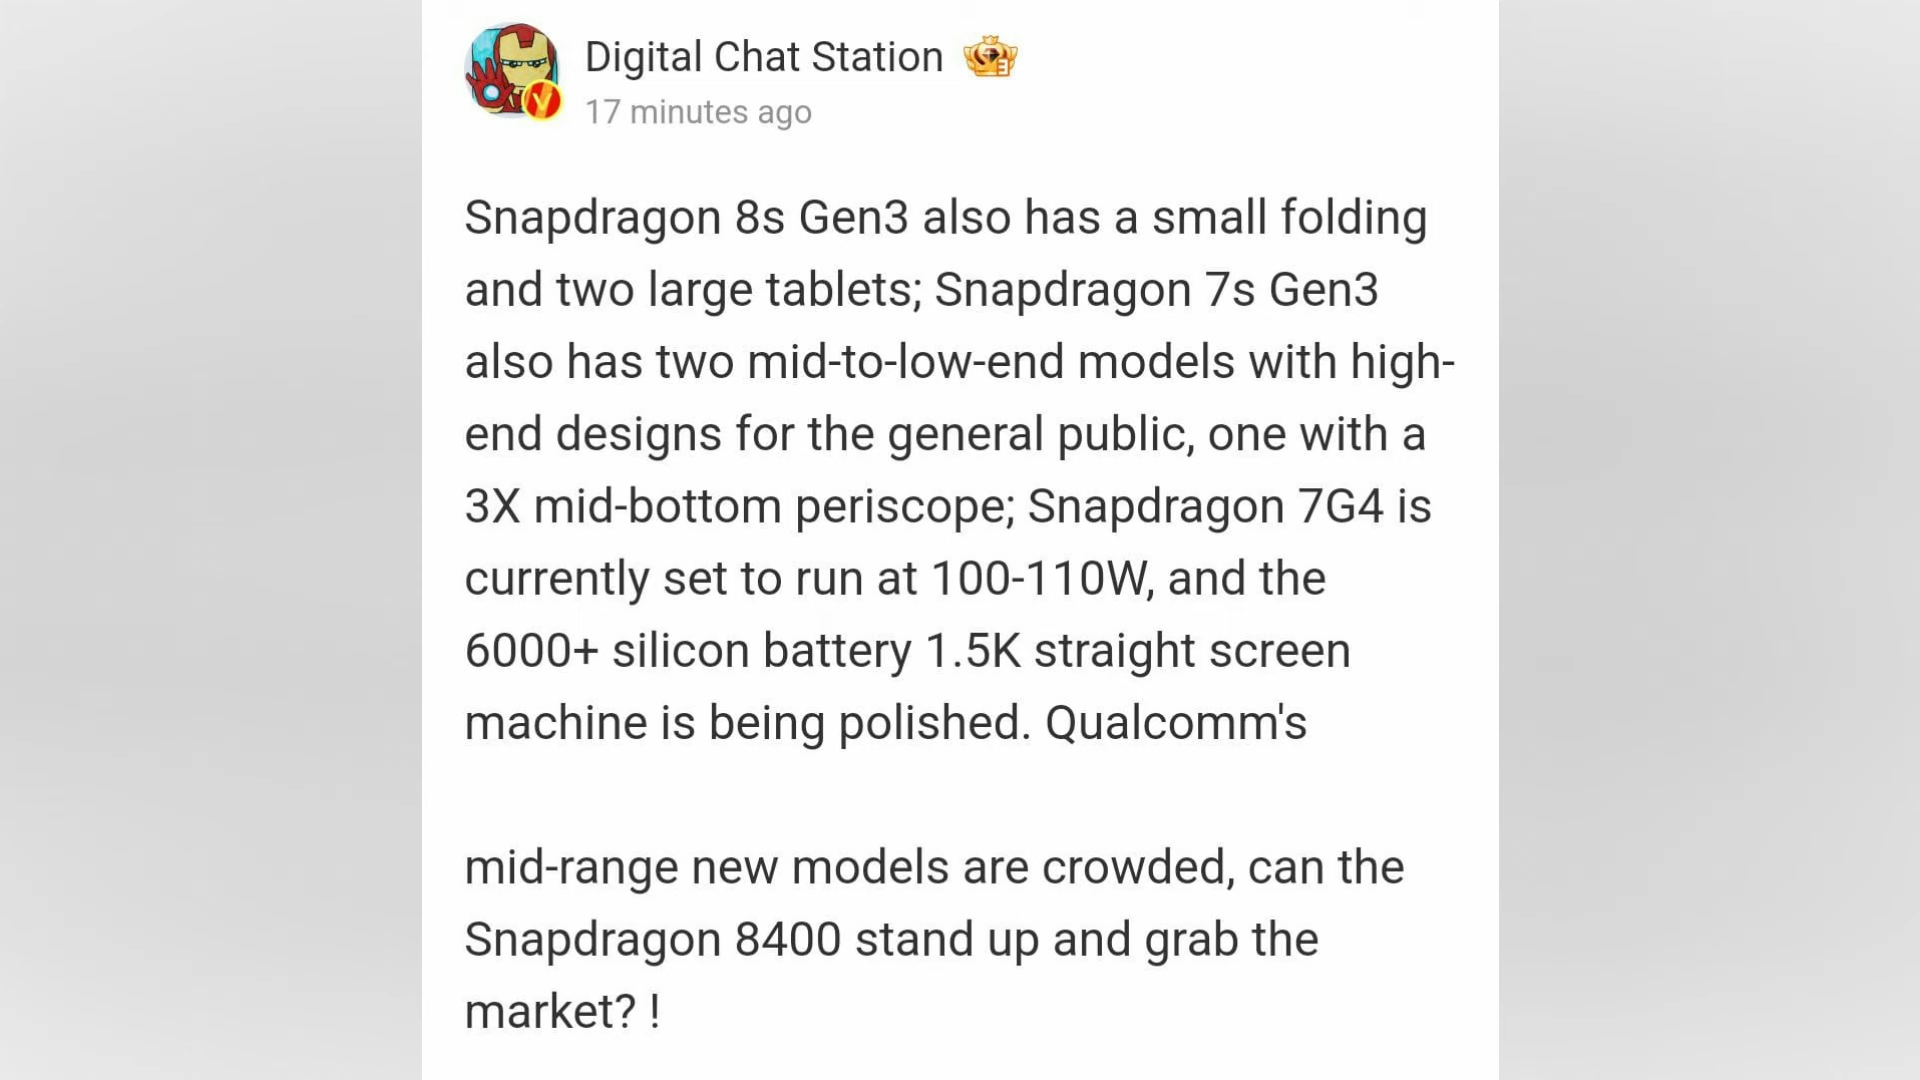 Digital Chat Station
3
17 minutes ago
Snapdragon 8s Gen3 also has a small folding
and two large tablets; Snapdragon 7s Gen3
also has two mid-to-low-end models with high-
end designs for the general public, one with a
3X mid-bottom periscope; Snapdragon 7G4 is
currently set to run at 100-110W, and the
6000+ silicon battery 1.5K straight screen
machine is being polished. Qualcomm's
mid-range new models are crowded, can the
Snapdragon 8400 stand up and grab the
market? !